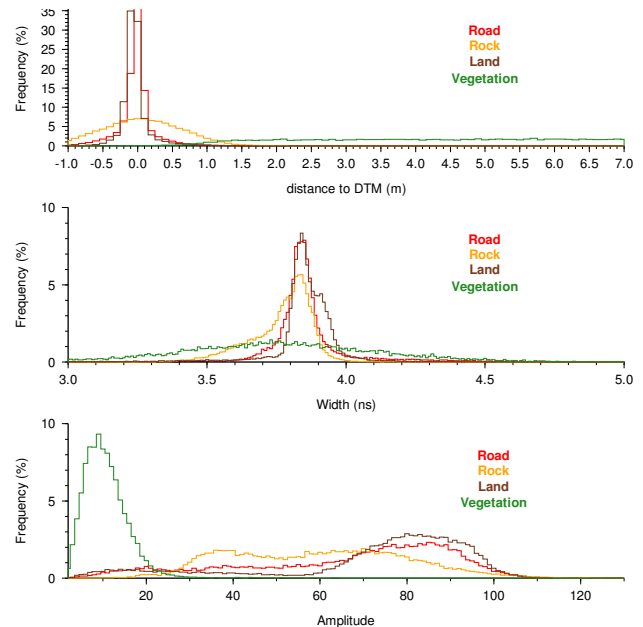 35
30
25
20
15
10
5
0
Frequency (%)
Road
Rock
Land
Vegetation
-1.0 -0.5 0.0 0.5 1.0 1.5 2.0 2.5 3.0 3.5 4.0 4.5 5.0 5.5 6.0 6.5 7.0
distance to DTM (m)
10
5
0
Frequency (%)
Road
Rock
Land
Vegetation
3.0 3.5 4.0 4.5 5.0
Width (ns)
10
5
0
Frequency (%)
Road
Rock
Land
Vegetation
20 40 60 80 100 120
Amplitude